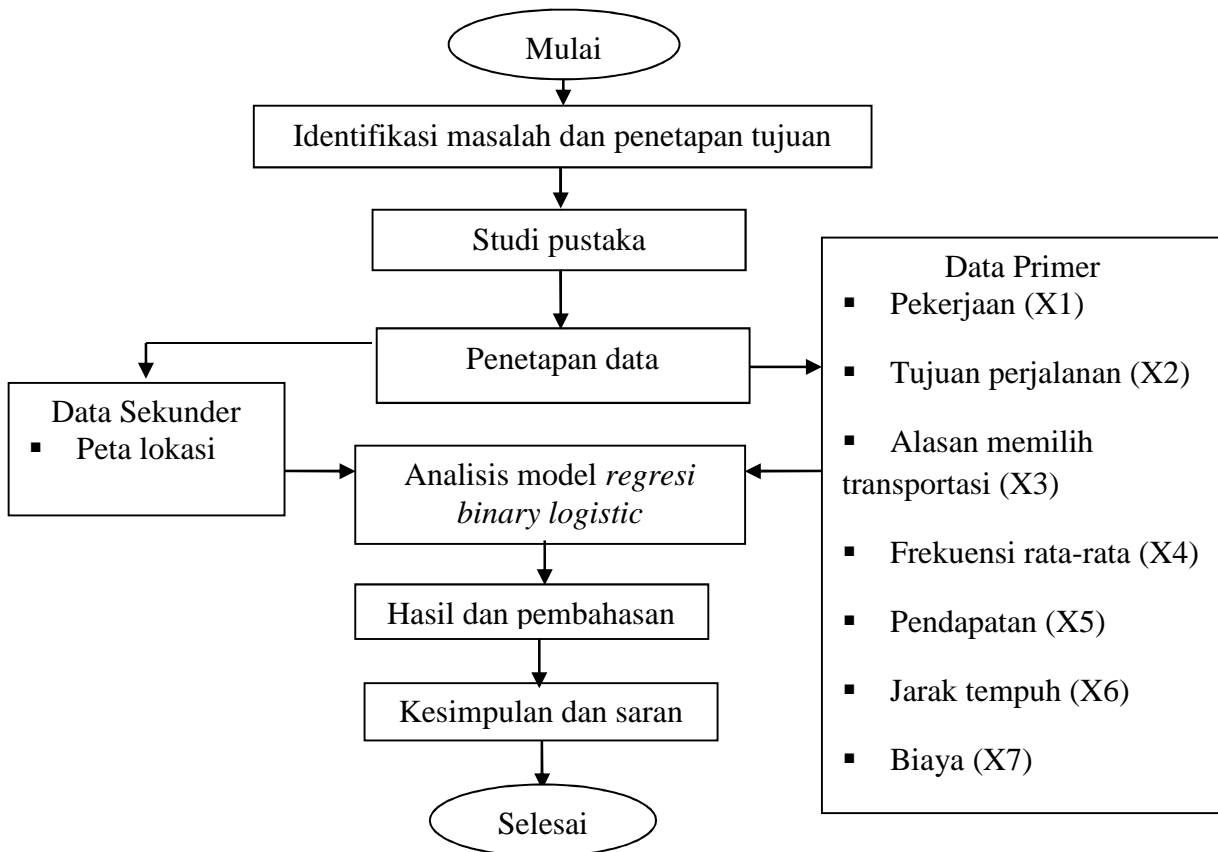 Mulai
Identifikasi masalah dan penetapan tujuan
Studi pustaka
Penetapan data
Data Sekunder
▪ Peta lokasi
Data Primer
▪ Pekerjaan (X1)
▪ Tujuan perjalanan (X2)
▪ Alasan memilih
transportasi (X3)
▪ Frekuensi rata-rata (X4)
▪ Pendapatan (X5)
▪ Jarak tempuh (X6)
▪ Biaya (X7)
Analisis model regresi
binary logistic
Hasil dan pembahasan
Kesimpulan dan saran
Selesai